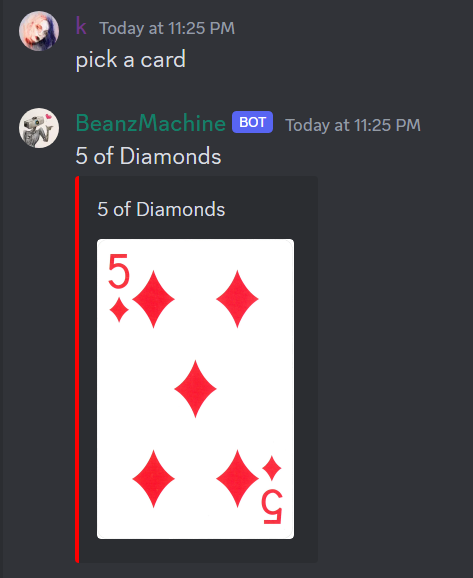 k Today at 11:25 PM
pick a card
BeanzMachine BOT Today at 11:25 PM
5 of Diamonds
5 of Diamonds
5
5